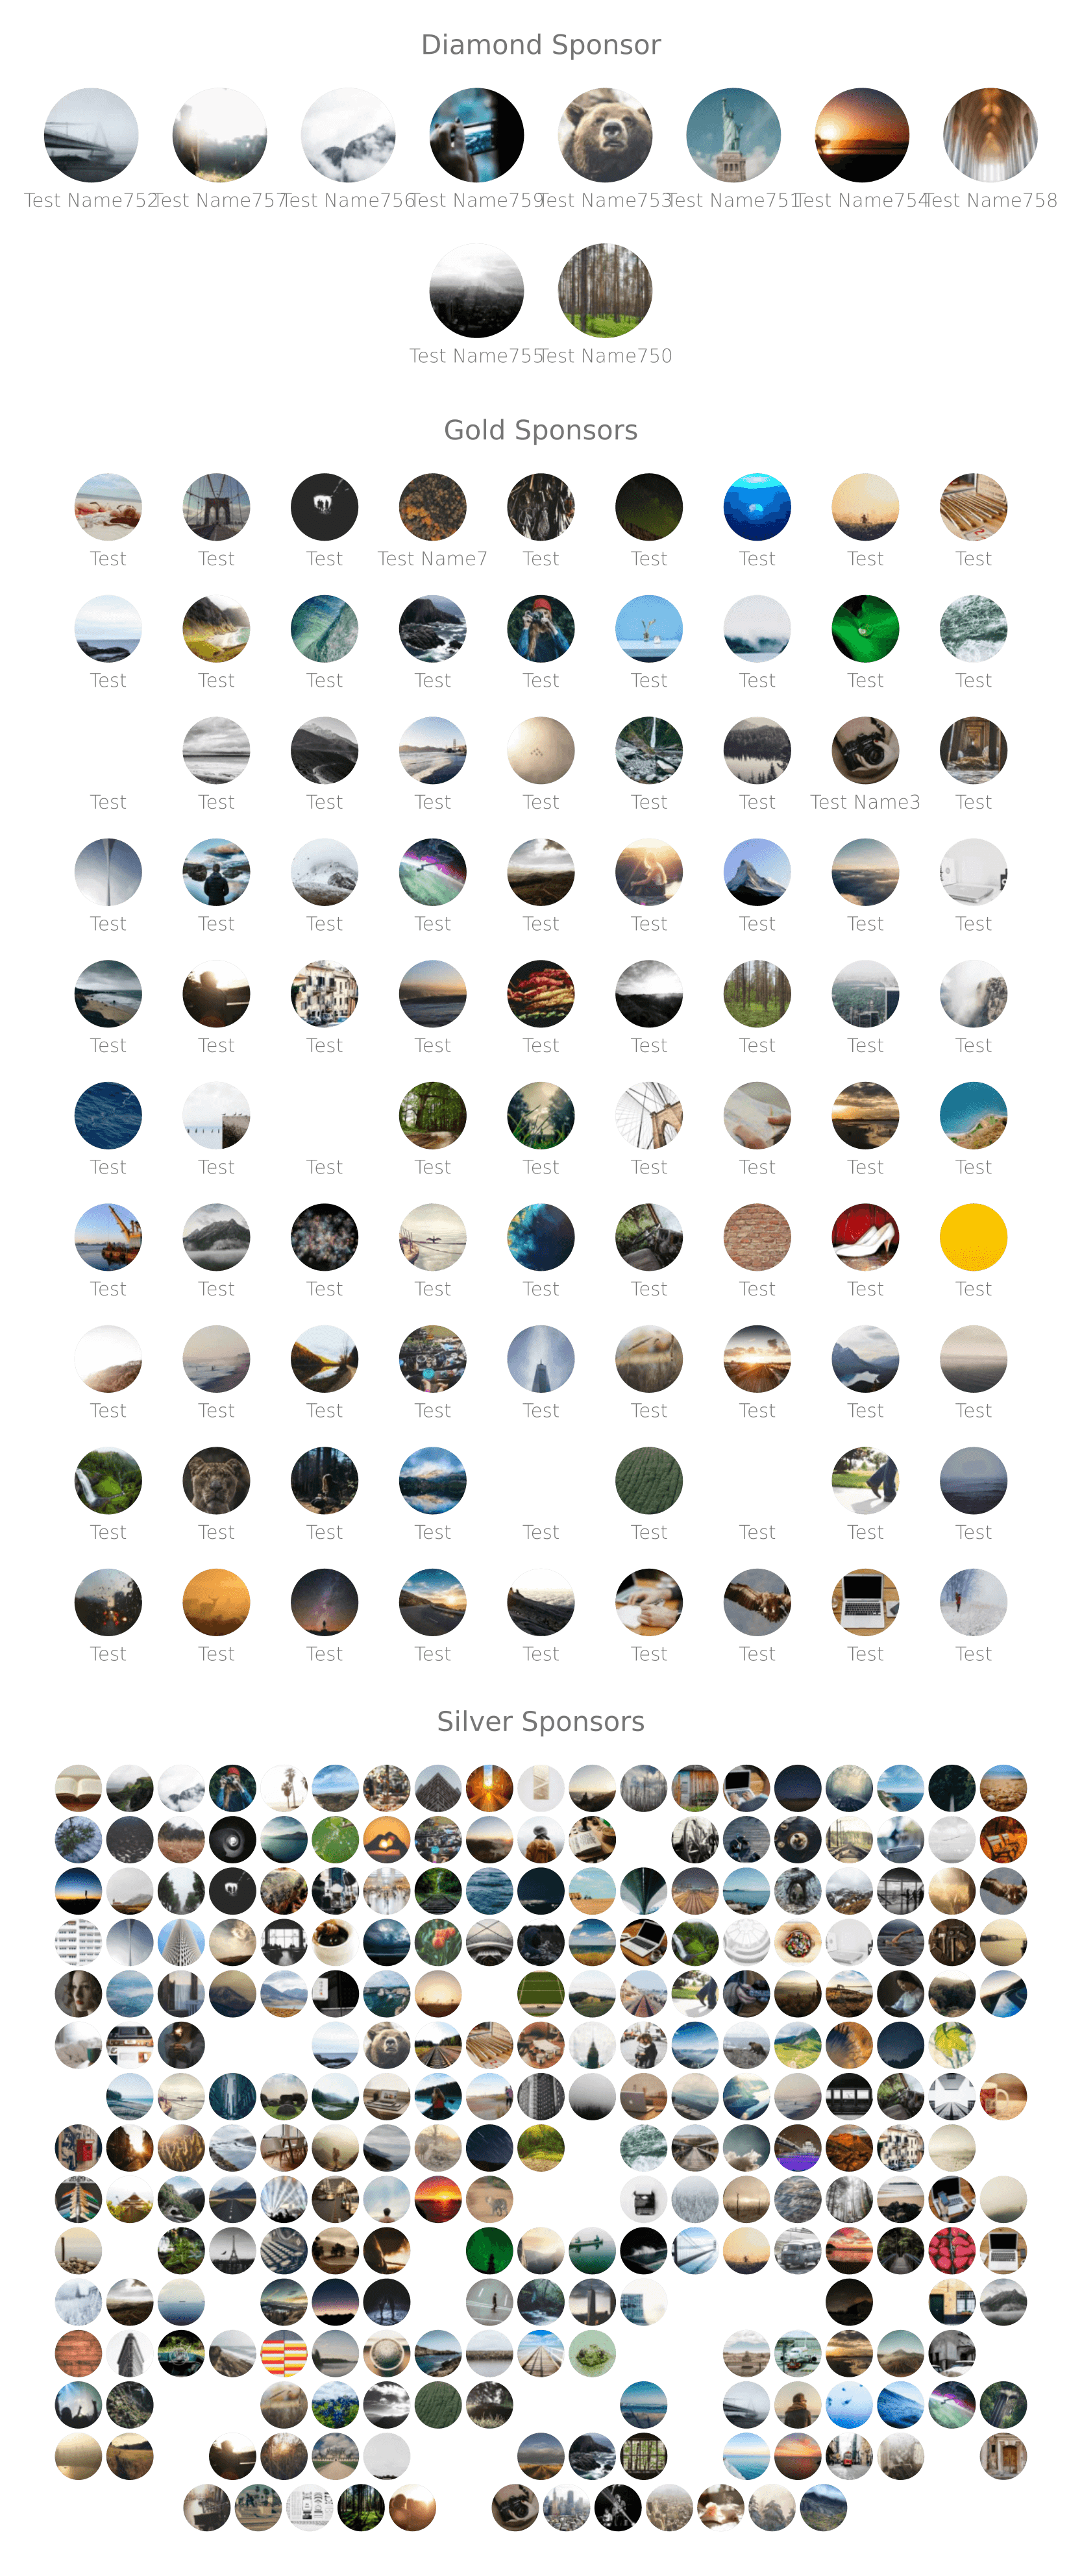 Diamond Sponsor
Test Name752 Test Name757 Test Name756 Test Name759 Test Name753 Test Name751 Test Name754 Test Name758
Test Name755 Test Name750
Gold Sponsors
Test Test Test Test Name7 Test Test Test Test Test
Test Test Test Test Test Test Test Test Test
Test Test Test Test Test Test Test Test Name3 Test
Test Test Test Test Test Test Test Test Test
Test Test Test Test Test Test Test Test Test
Test Test Test Test Test Test Test Test Test
Test Test Test Test Test Test Test Test Test
Test Test Test Test Test Test Test Test Test
Test Test Test Test Test Test Test Test Test
Test Test Test Test Test Test Test Test Test
Silver Sponsors